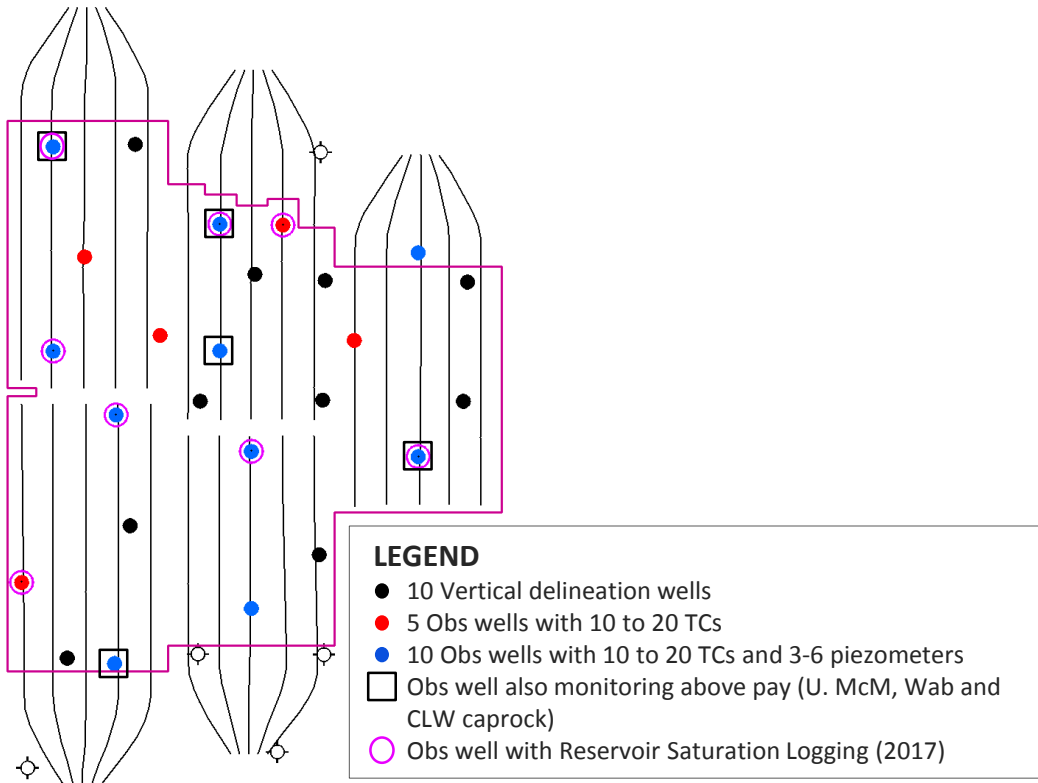 LEGEND
10 Vertical delineation wells
5 Obs wells with 10 to 20 TCs
10 Obs wells with 10 to 20 TCs and 3-6 piezometers
Obs well also monitoring above pay (U. McM, Wab and
CLW caprock)
Obs well with Reservoir Saturation Logging (2017)